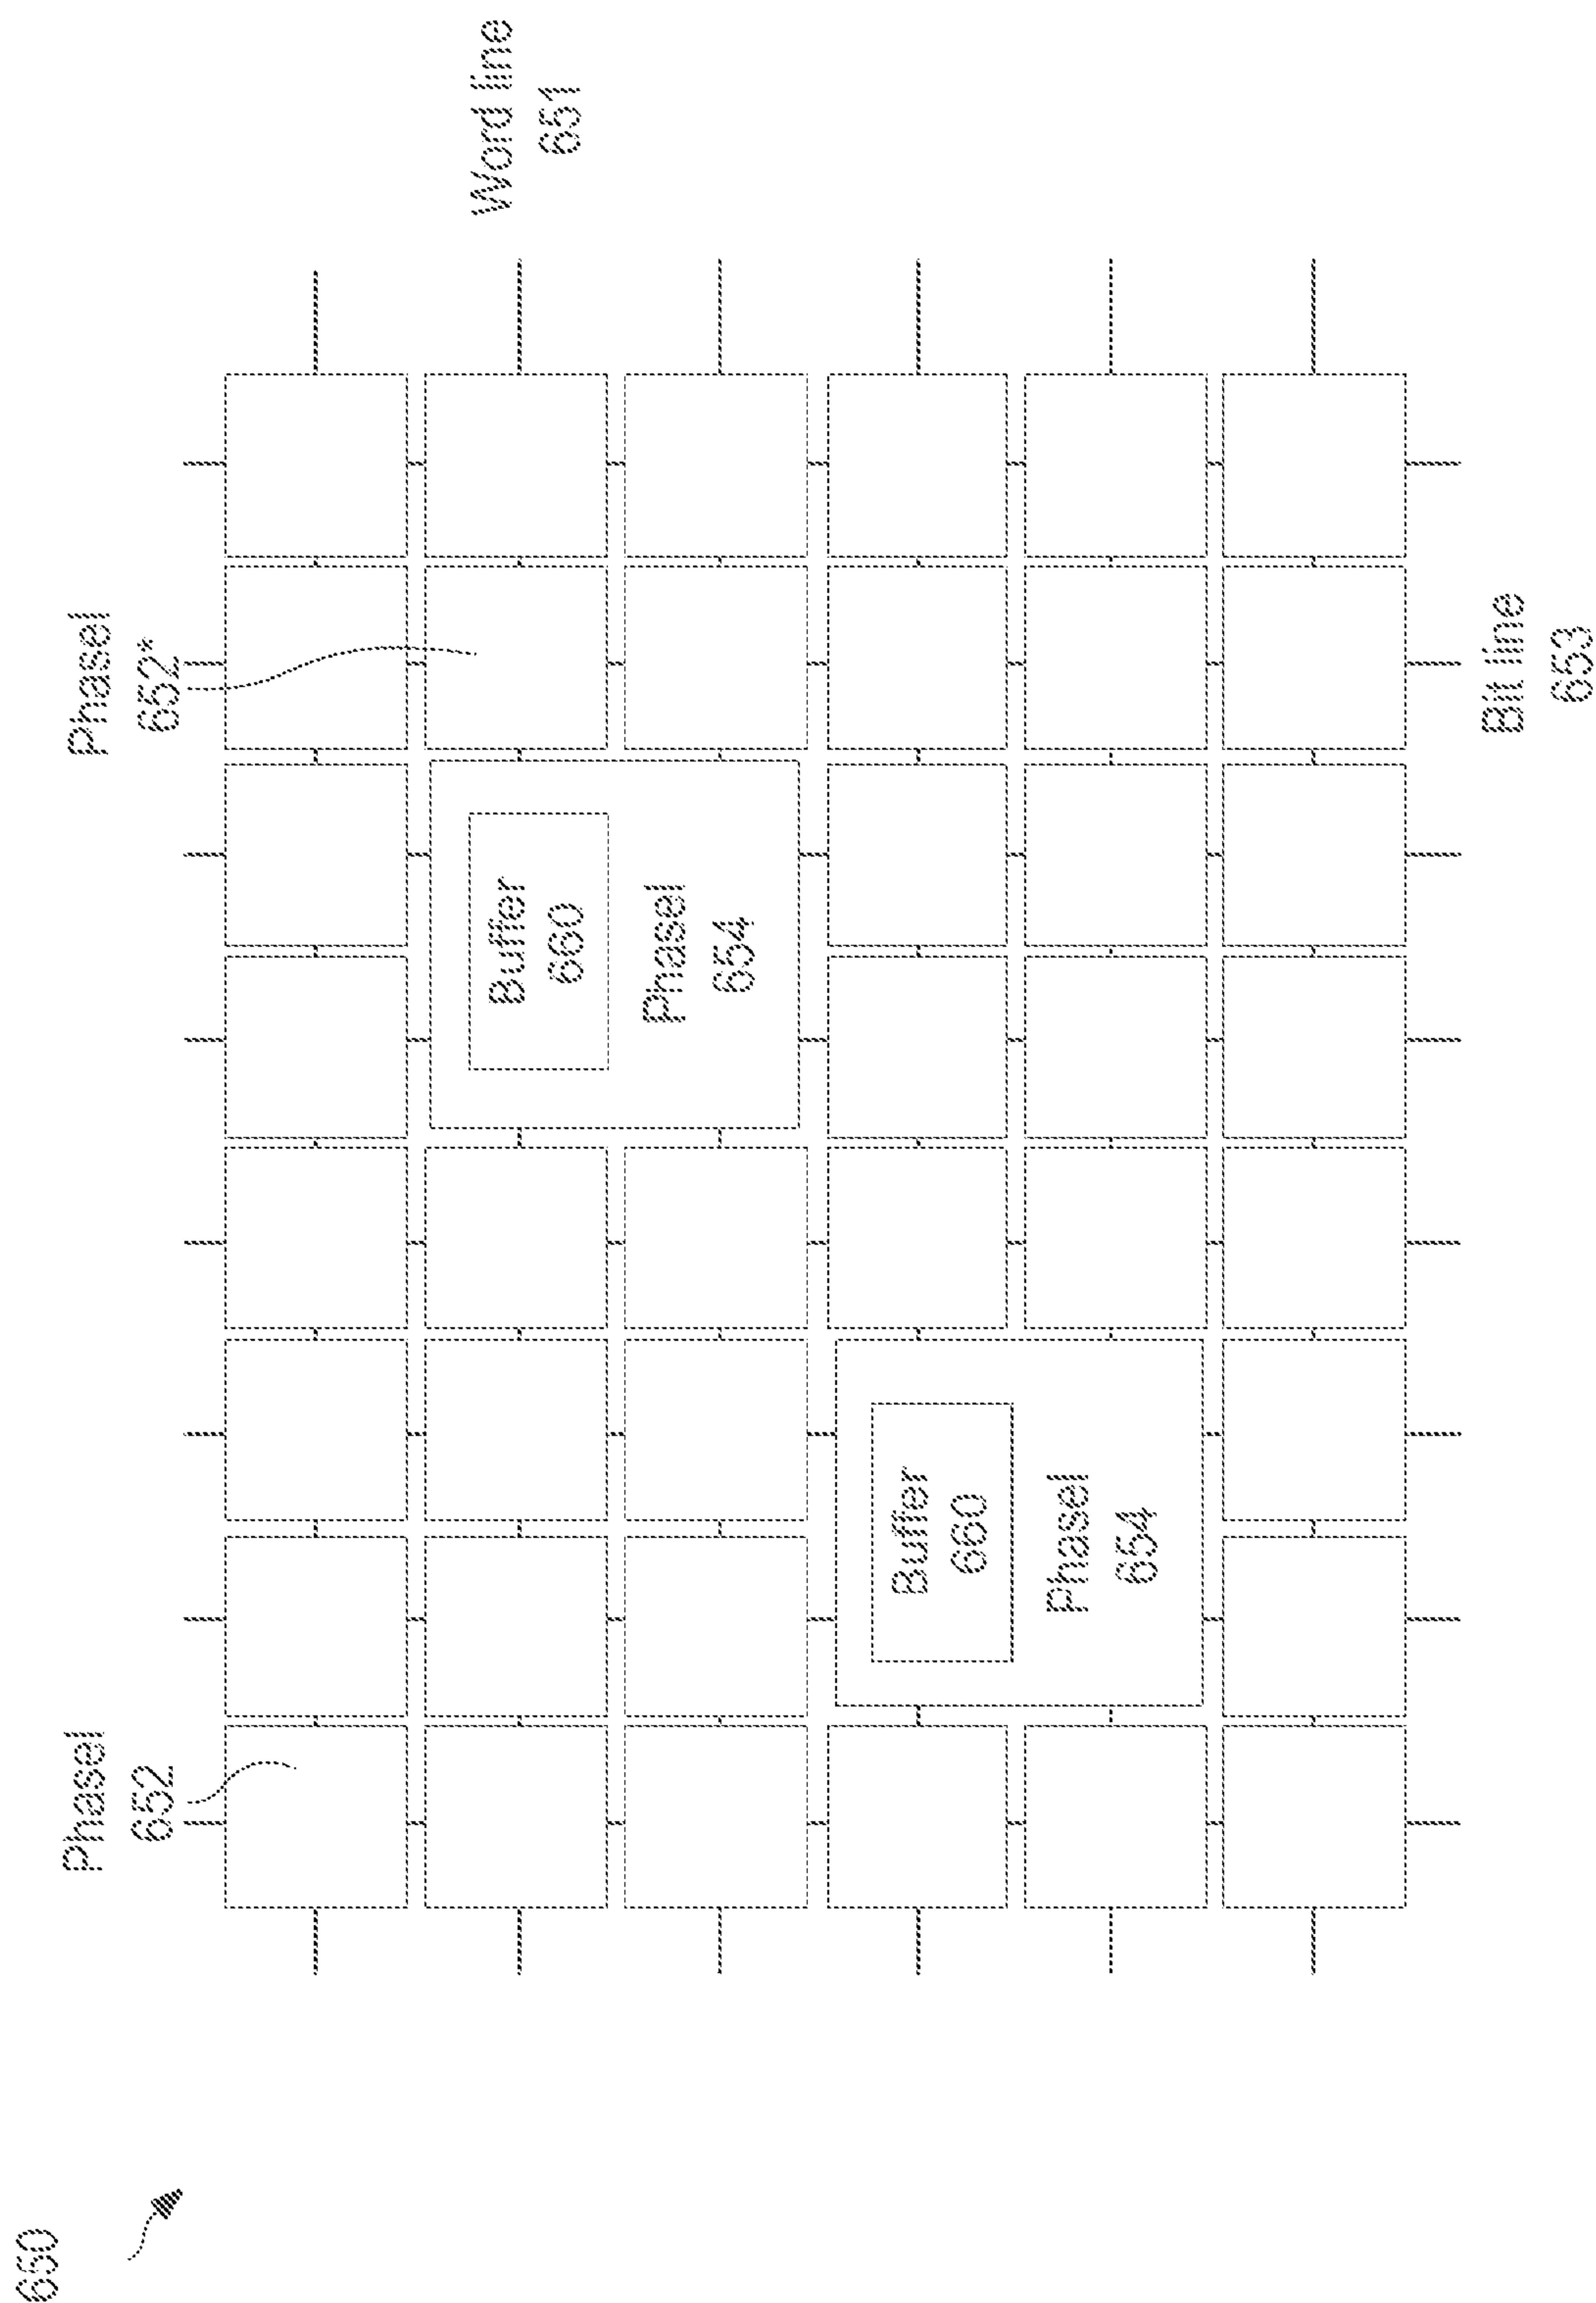 650
Phasel
652
Phasel
652*
Word line
651
Buffer
660
Phasel
654
Buffer
660
Phasel
654
Bit line
653